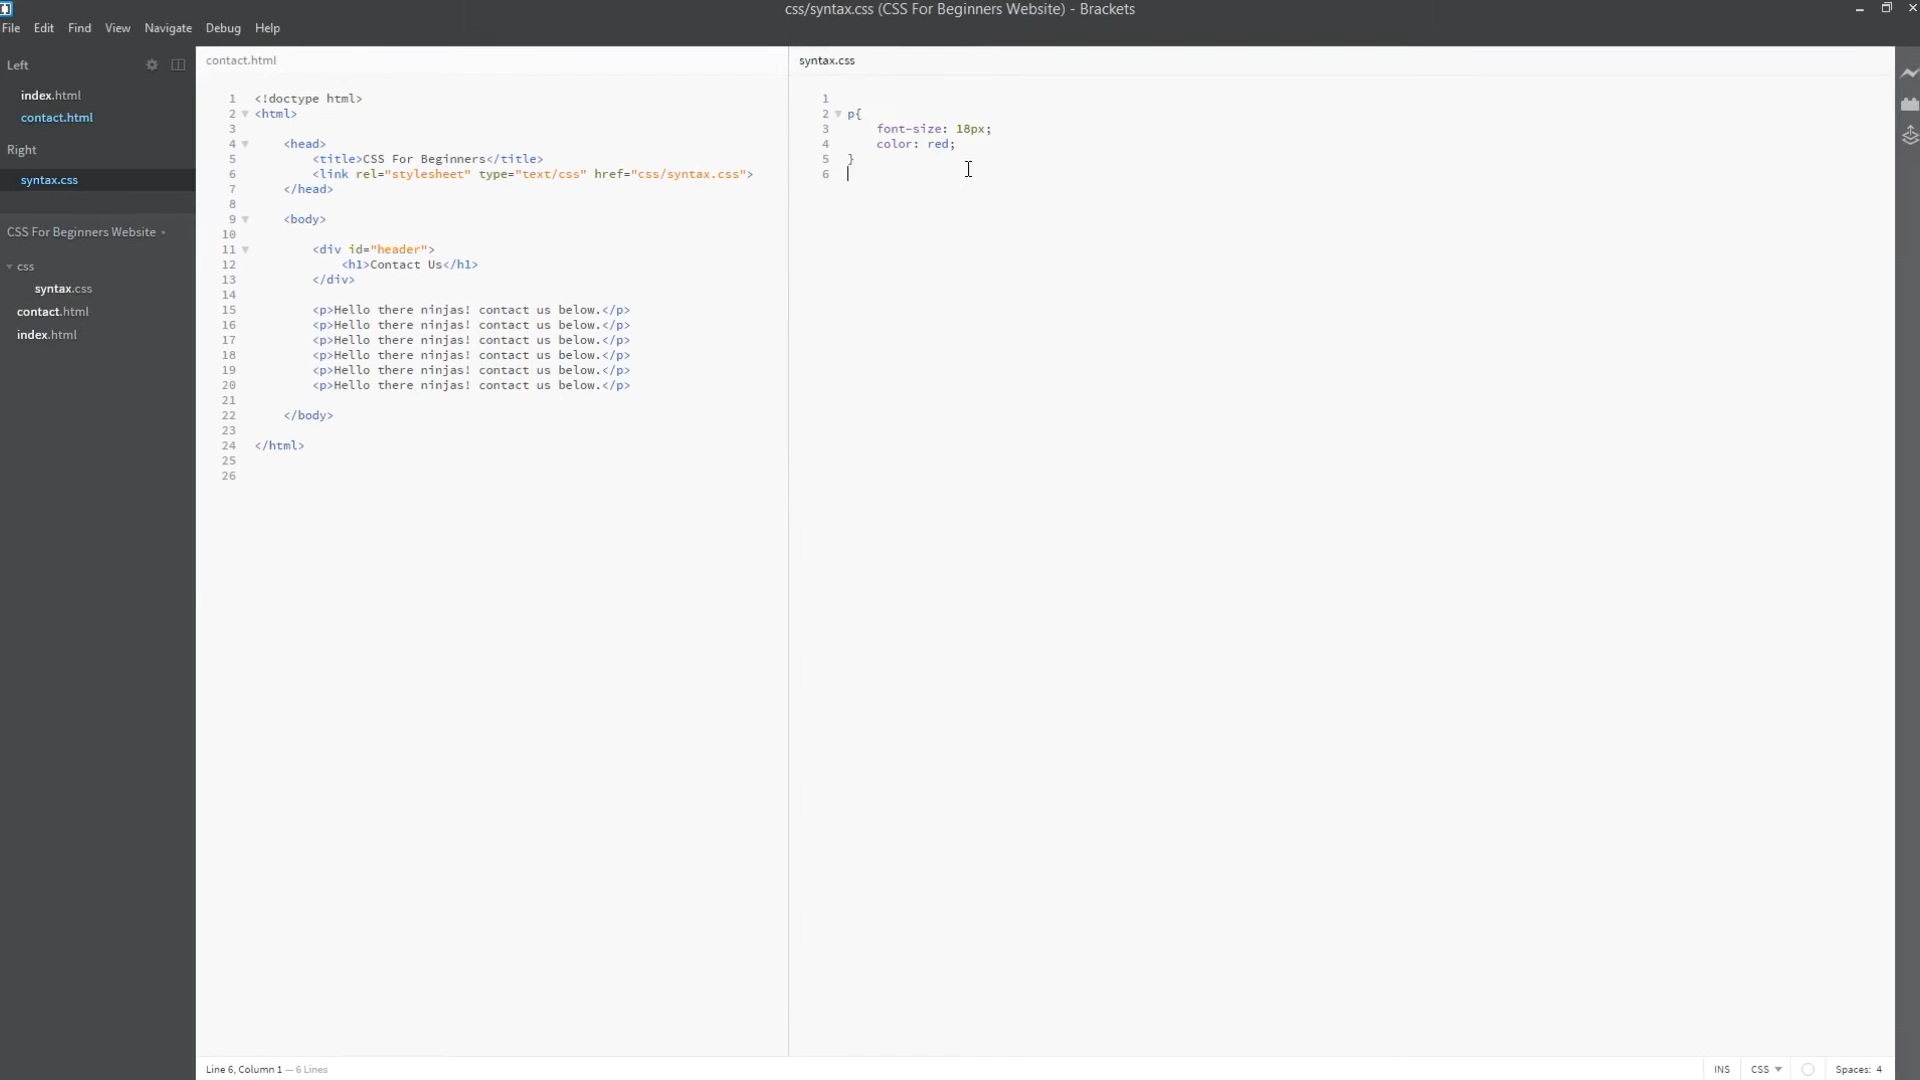 css/syntax.css (CSS For Beginners Website) - Brackets
File Edit Find View Navigate Debug Help
Left
index.html
contact.html
Right
syntax.css
CSS For Beginners Website
css
syntax.css
contact.html
index.html
contact.html
1 <!doctype html>
2 <html>
3
4 <head>
5 <title>CSS For Beginners</title>
6 <link rel="stylesheet" type="text/css" href="css/syntax.css">
7 </head>
8
9 <body>
10
11 <div id="header">
12 <h1>Contact Us</h1>
13 </div>
14
15 <p>Hello there ninjas! contact us below.</p>
16 <p>Hello there ninjas! contact us below.</p>
17 <p>Hello there ninjas! contact us below.</p>
18 <p>Hello there ninjas! contact us below.</p>
19 <p>Hello there ninjas! contact us below.</p>
20 <p>Hello there ninjas! contact us below.</p>
21
22 </body>
23
24 </html>
25
26
syntax.css
1
2 p{
3 font-size: 18px;
4 color: red;
5 }
6
Line 6, Column 1 — 6 Lines
INS CSS Spaces: 4